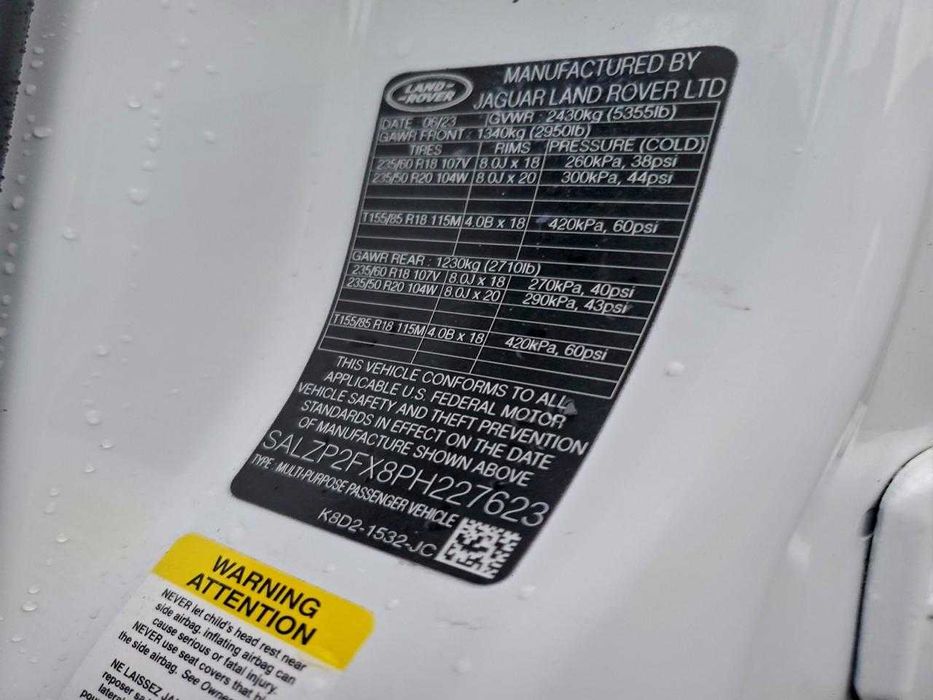 LAND-
-ROVER
MANUFACTURED BY
JAGUAR LAND ROVER LTD
DATE : 06/23 GVWR : 2430kg (5355lb)
GAWR FRONT : 1340kg (2950lb)
TIRES RIMS PRESSURE (COLD)
235/60 R18 107V 8.0J x 18 260kPa, 38psi
235/50 R20 104W 8.0J x 20 300kPa, 44psi
T155/85 R18 115M 4.0B x 18 420kPa, 60psi
GAWR REAR : 1230kg (2710lb)
235/60 R18 107V 8.0J x 18 270kPa, 40psi
235/50 R20 104W 8.0J x 20 290kPa, 43psi
T155/85 R18 115M 4.0B x 18 420kPa, 60psi
THIS VEHICLE CONFORMS TO ALL
APPLICABLE U.S. FEDERAL MOTOR
VEHICLE SAFETY AND THEFT PREVENTION
STANDARDS IN EFFECT ON THE DATE
OF MANUFACTURE SHOWN ABOVE
SALZP2FX8PH227623
TYPE : MULTI-PURPOSE PASSENGER VEHICLE
K8D2-1532-JC
WARNING
ATTENTION
NEVER let child's head rest near
side airbag. inflating airbag can
cause serious or fatal injury.
NEVER use seat covers that
the side airbag. See
NE LAISSEZ
reposer